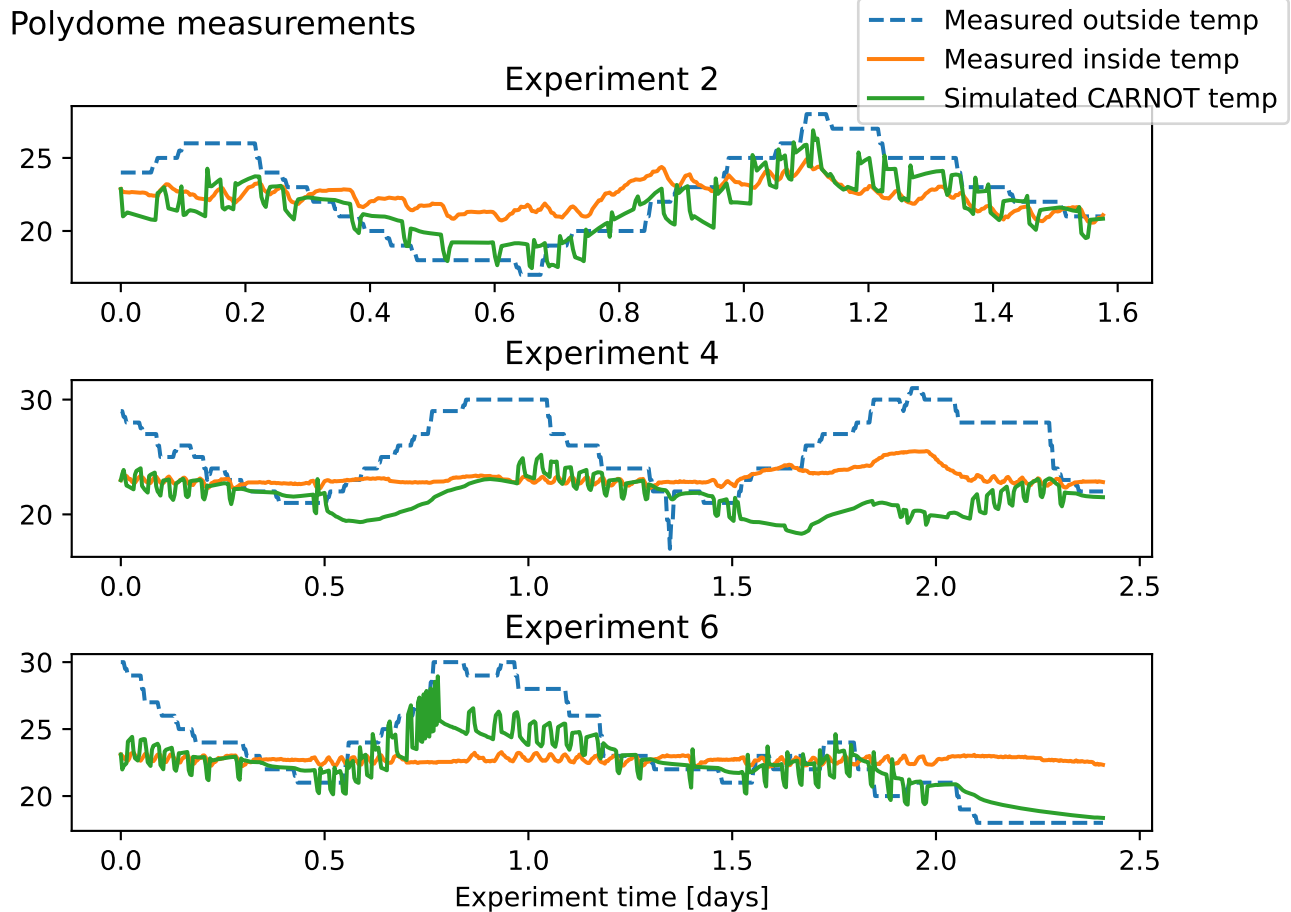 Polydome measurements
Measured outside temp
Measured inside temp
Simulated CARNOT temp
Experiment 2
25
20
0.0 0.2 0.4 0.6 0.8 1.0 1.2 1.4 1.6
Experiment 4
30
20
0.0 0.5 1.0 1.5 2.0 2.5
Experiment 6
30
25
20
0.0 0.5 1.0 1.5 2.0 2.5
Experiment time [days]